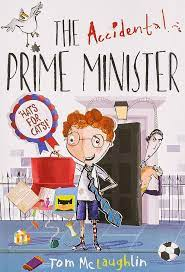 THE Accidental
PRIME MINISTER
"HATS
FOR
CATS!"
Tom McLaughlin